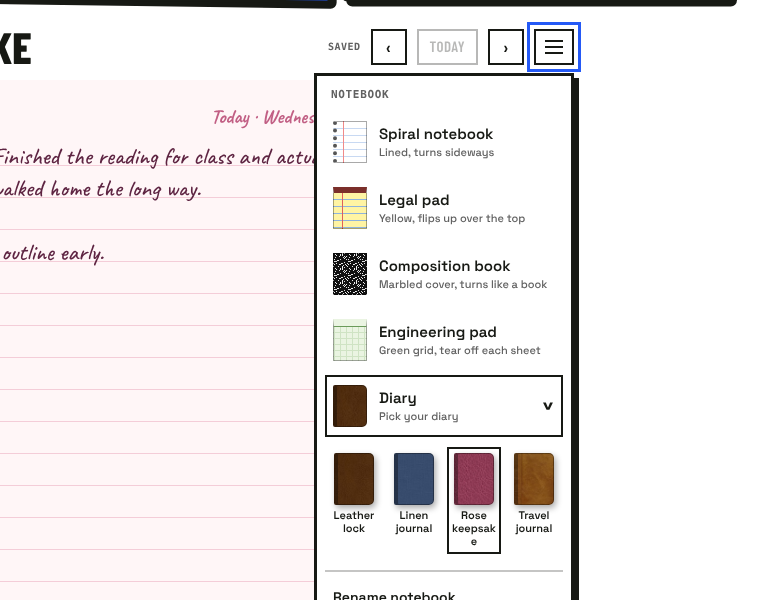 KE
SAVED
‹
TODAY
›
Today · Wednes
Finished the reading for class and actu
walked home the long way.
outline early.
NOTEBOOK
Spiral notebook
Lined, turns sideways
Legal pad
Yellow, flips up over the top
Composition book
Marbled cover, turns like a book
Engineering pad
Green grid, tear off each sheet
Diary
Pick your diary
v
Leather
lock
Linen
journal
Rose
keepsak
e
Travel
journal
Rename notebook